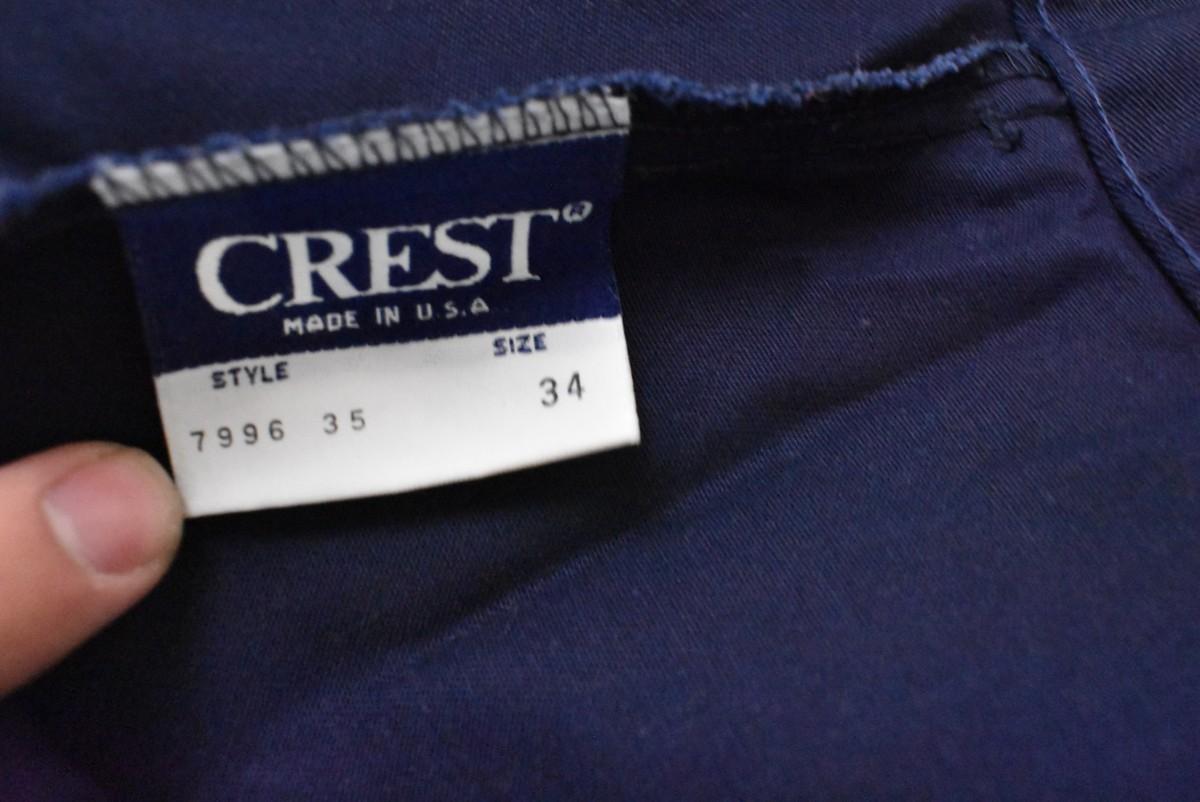 CREST®
MADE IN U.S.A
STYLE SIZE
7996 35 34